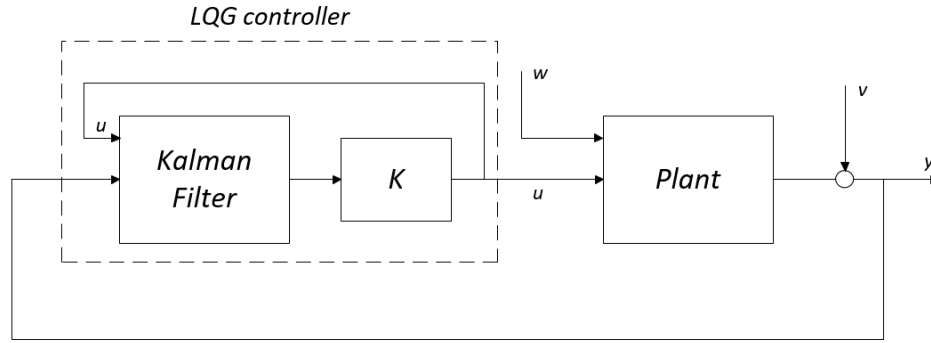 LQG controller
w
v
u
Kalman
Filter
K
Plant
y
u